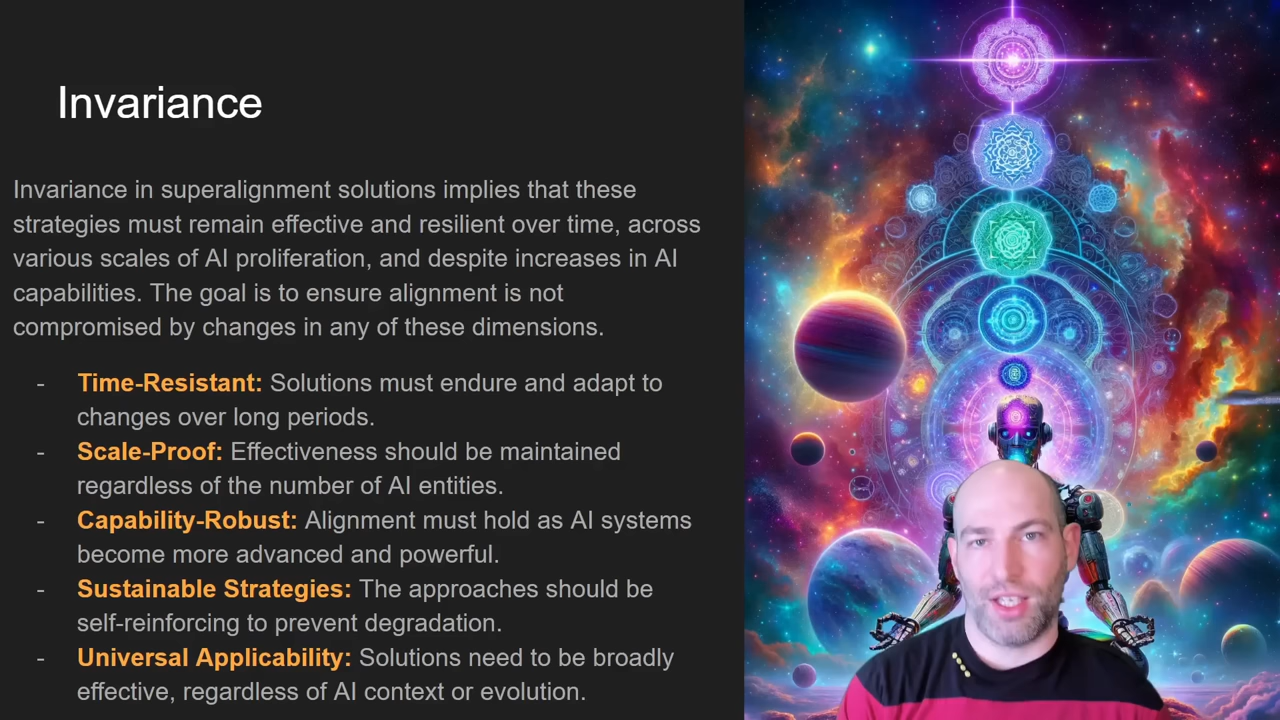 Invariance
Invariance in superalignment solutions implies that these
strategies must remain effective and resilient over time, across
various scales of AI proliferation, and despite increases in AI
capabilities. The goal is to ensure alignment is not
compromised by changes in any of these dimensions.
- Time-Resistant: Solutions must endure and adapt to
changes over long periods.
- Scale-Proof: Effectiveness should be maintained
regardless of the number of AI entities.
- Capability-Robust: Alignment must hold as AI systems
become more advanced and powerful.
- Sustainable Strategies: The approaches should be
self-reinforcing to prevent degradation.
- Universal Applicability: Solutions need to be broadly
effective, regardless of AI context or evolution.